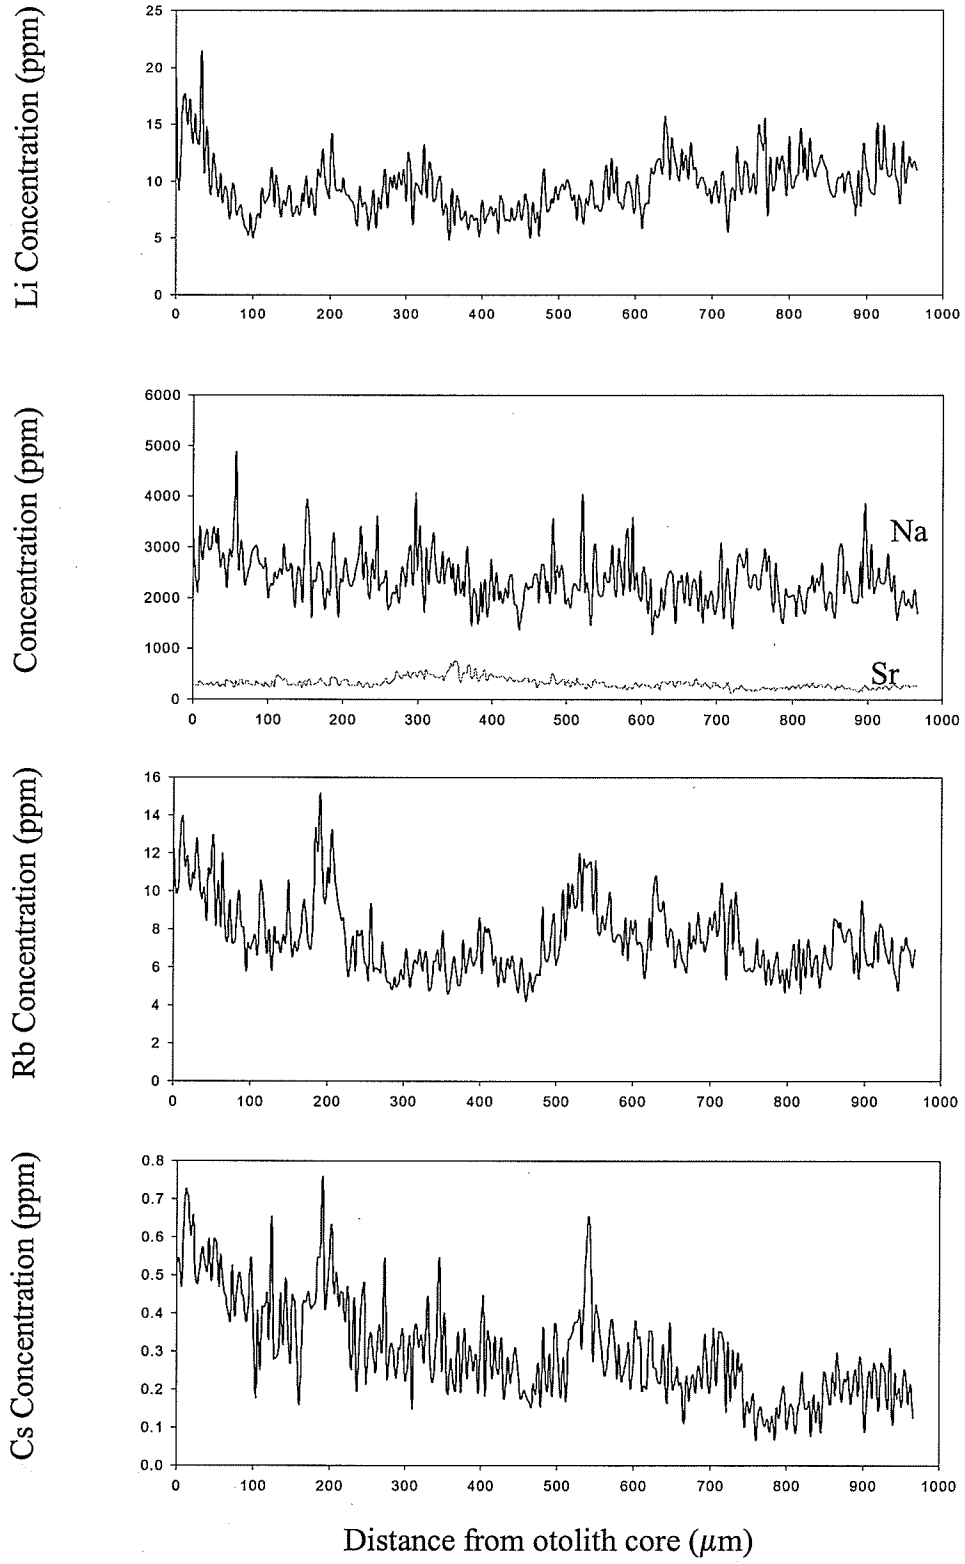 Li Concentration (ppm)
25
20
15
10
5
0
0 100 200 300 400 500 600 700 800 900 1000
Concentration (ppm)
6000
5000
4000
3000
2000
1000
0
Na
Sr
0 100 200 300 400 500 600 700 800 900 1000
Rb Concentration (ppm)
16
14
12
10
8
6
4
2
0
0 100 200 300 400 500 600 700 800 900 1000
Cs Concentration (ppm)
0.8
0.7
0.6
0.5
0.4
0.3
0.2
0.1
0.0
0 100 200 300 400 500 600 700 800 900 1000
Distance from otolith core (μm)